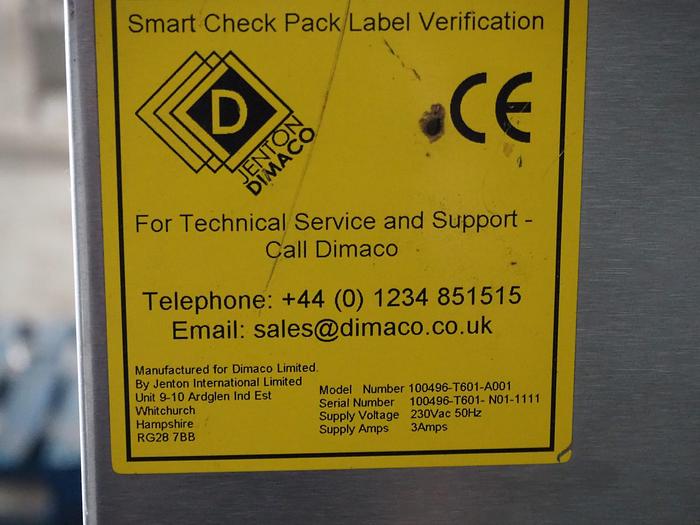 Smart Check Pack Label Verification
D
JENTON
DIMACO
CE
For Technical Service and Support -
Call Dimaco
Telephone: +44 (0) 1234 851515
Email: sales@dimaco.co.uk
Manufactured for Dimaco Limited.
By Jenton International Limited
Unit 9-10 Ardglen Ind Est
Whitchurch
Hampshire
RG28 7BB
Model Number 100496-T601-A001
Serial Number 100496-T601- N01-1111
Supply Voltage 230Vac 50Hz
Supply Amps 3Amps